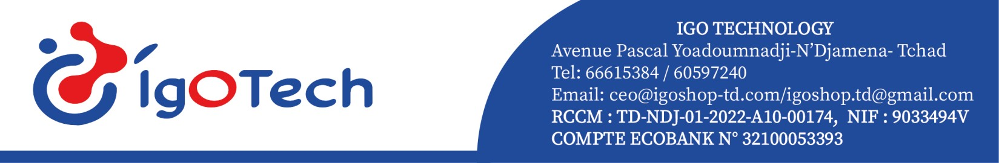 ÍgOTech
IGO TECHNOLOGY
Avenue Pascal Yoadoumnadji-N’Djamena- Tchad
Tel: 66615384 / 60597240
Email: ceo@igoshop-td.com/igoshop.td@gmail.com
RCCM : TD-NDJ-01-2022-A10-00174,  NIF : 9033494V
COMPTE ECOBANK N° 32100053393